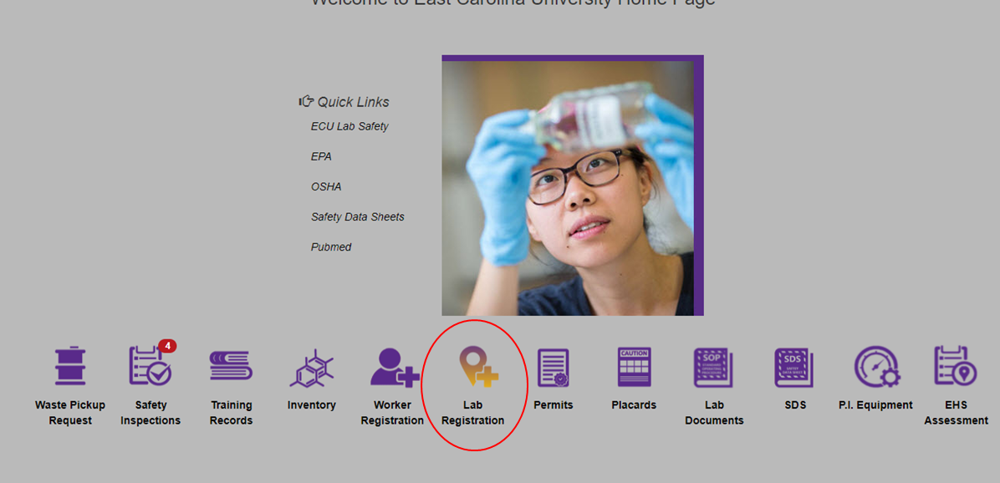 Welcome to East Carolina University Home Page
Quick Links
ECU Lab Safety
EPA
OSHA
Safety Data Sheets
Pubmed
4
CAUTION
SOP
SDS
Waste Pickup
Request
Safety
Inspections
Training
Records
Inventory
Worker
Registration
Lab
Registration
Permits
Placards
Lab
Documents
SDS
P.I. Equipment
EHS
Assessment